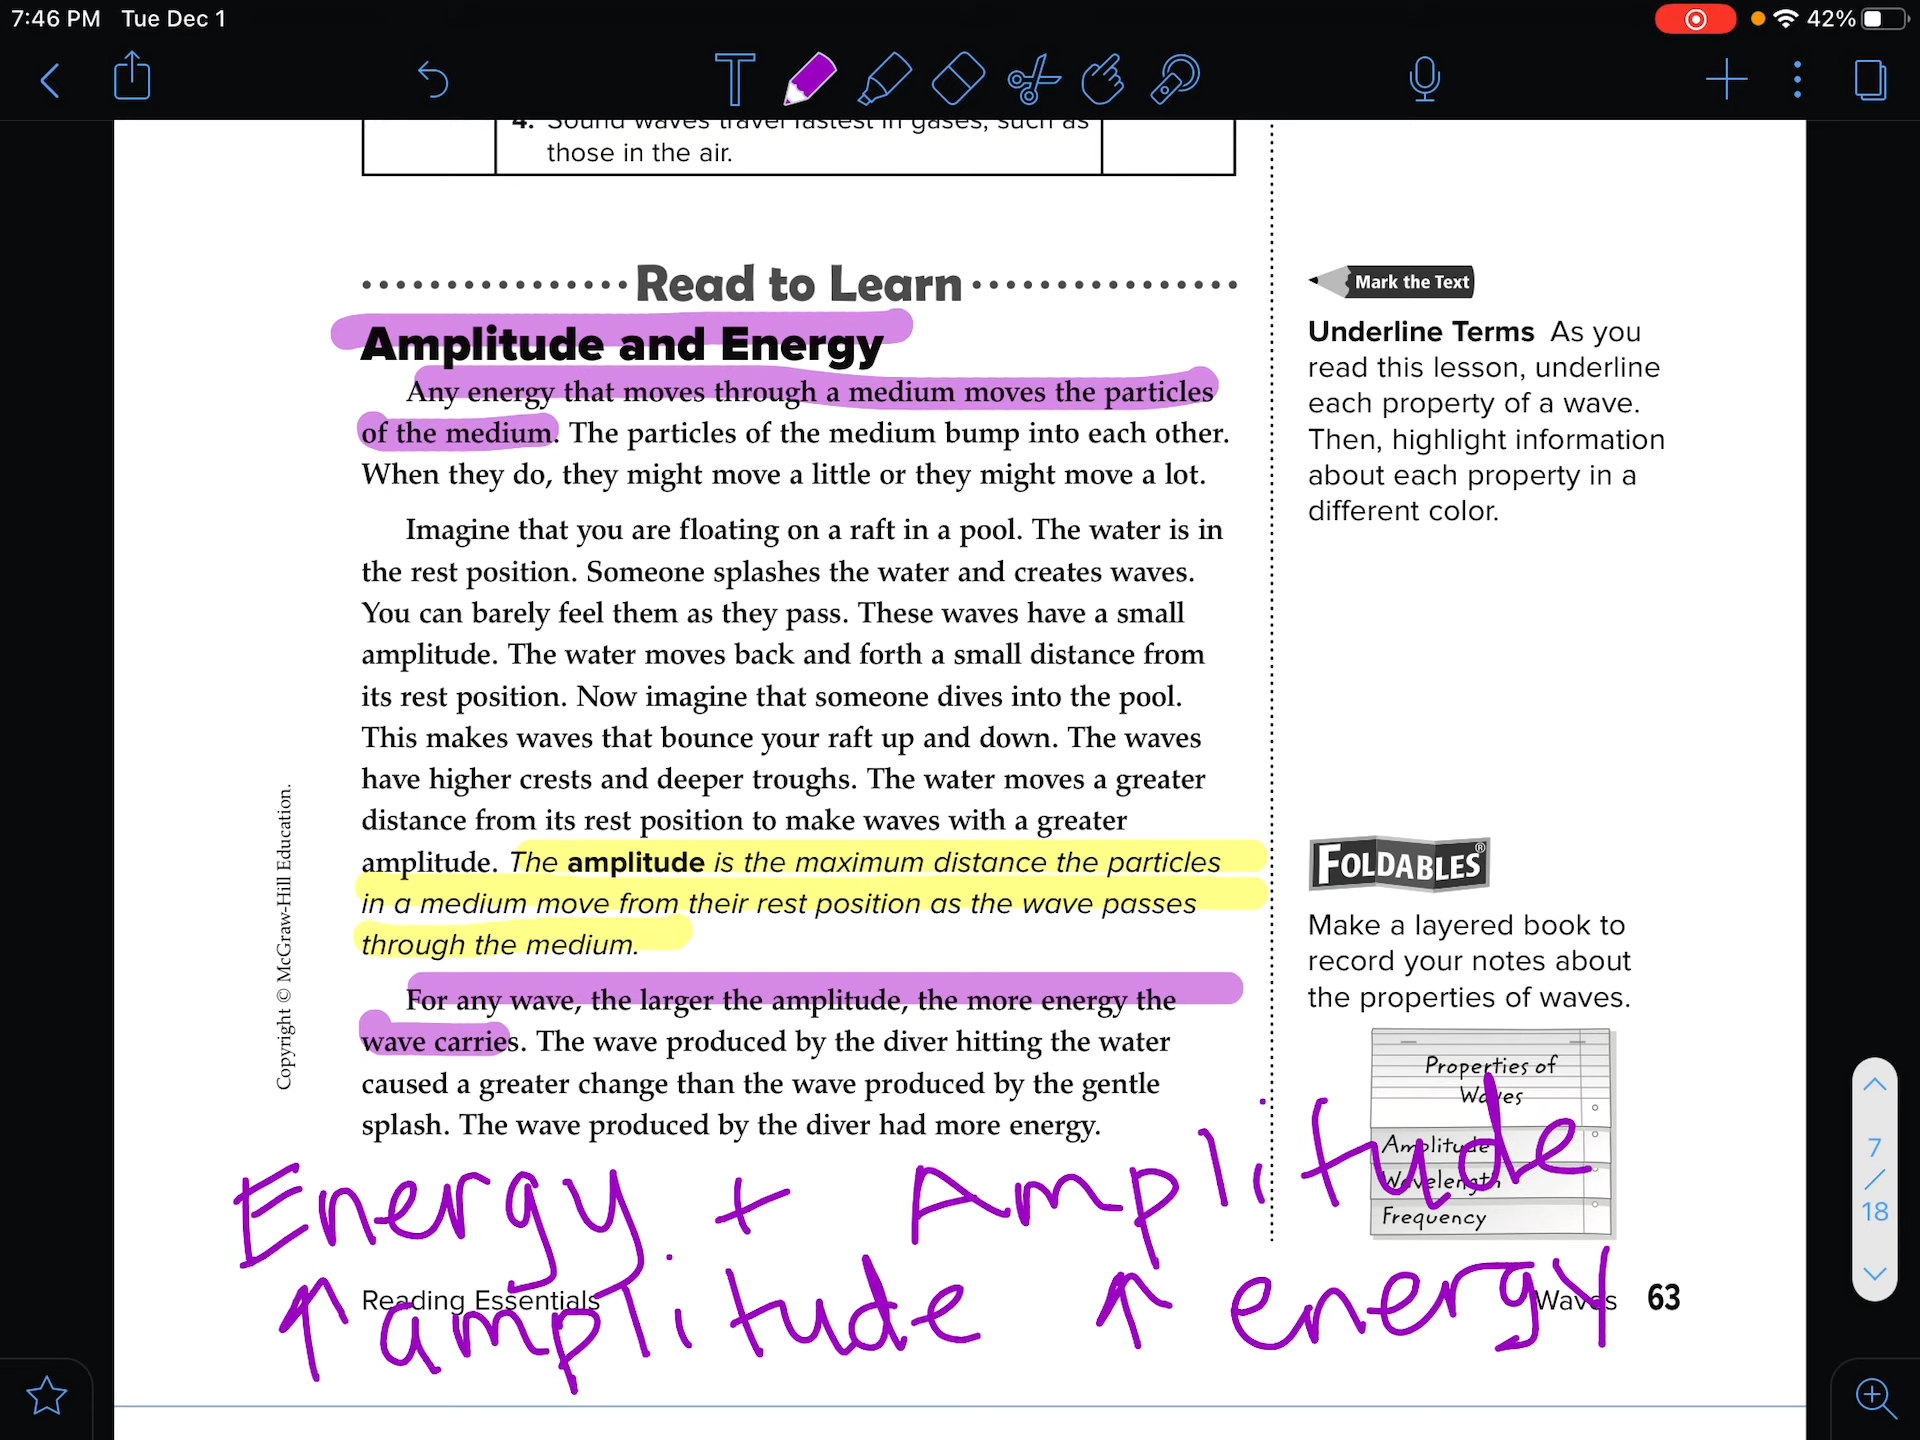 7:46 PM Tue Dec 1
42%
4. Sound waves travel fastest in gases, such as
those in the air.
Read to Learn
Amplitude and Energy
Any energy that moves through a medium moves the particles
of the medium. The particles of the medium bump into each other.
When they do, they might move a little or they might move a lot.
Imagine that you are floating on a raft in a pool. The water is in
the rest position. Someone splashes the water and creates waves.
You can barely feel them as they pass. These waves have a small
amplitude. The water moves back and forth a small distance from
its rest position. Now imagine that someone dives into the pool.
This makes waves that bounce your raft up and down. The waves
have higher crests and deeper troughs. The water moves a greater
distance from its rest position to make waves with a greater
amplitude. The amplitude is the maximum distance the particles
in a medium move from their rest position as the wave passes
through the medium.
For any wave, the larger the amplitude, the more energy the
wave carries. The wave produced by the diver hitting the water
caused a greater change than the wave produced by the gentle
splash. The wave produced by the diver had more energy.
Energy + Amplitude
↑ amplitude ↑ energy
Mark the Text
Underline Terms As you
read this lesson, underline
each property of a wave.
Then, highlight information
about each property in a
different color.
FOLDABLES®
Make a layered book to
record your notes about
the properties of waves.
Properties of
Waves
Amplitude
Wavelength
Frequency
Copyright © McGraw-Hill Education.
Reading Essentials
Waves 63
7
/
18